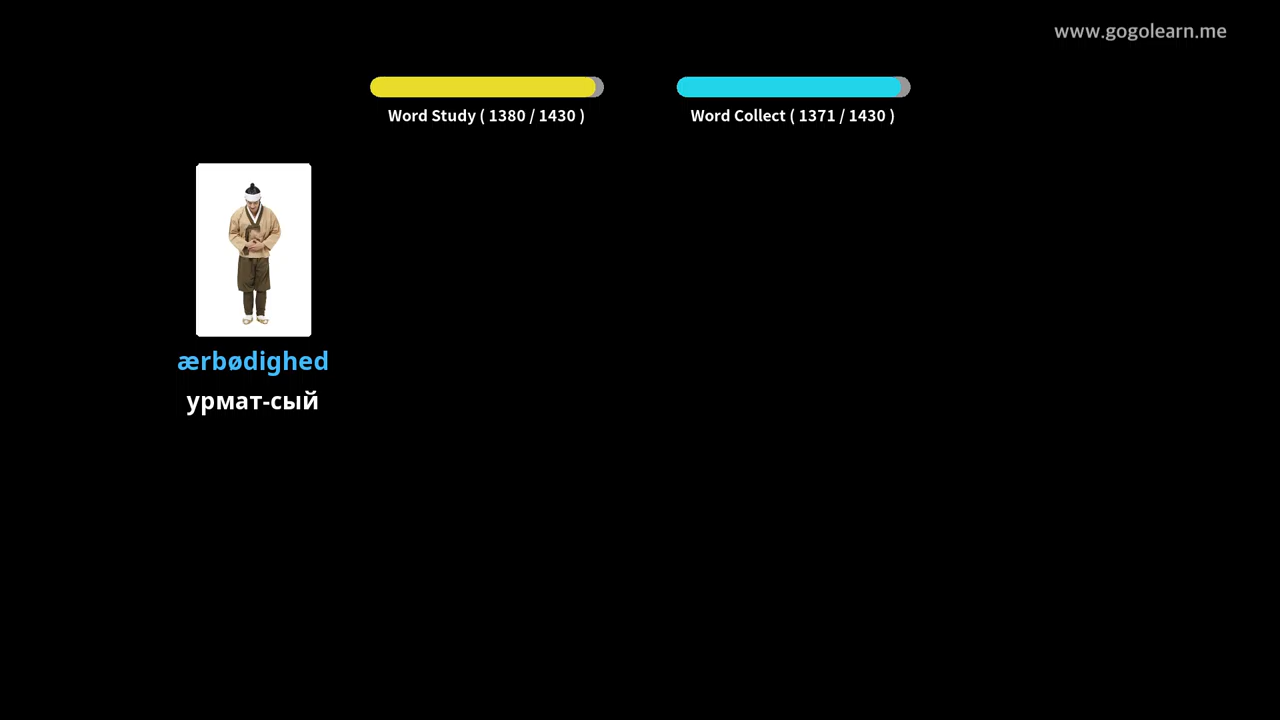 www.gogolearn.me
Word Study ( 1380 / 1430 )
Word Collect ( 1371 / 1430 )
ærbødighed
урмат-сый